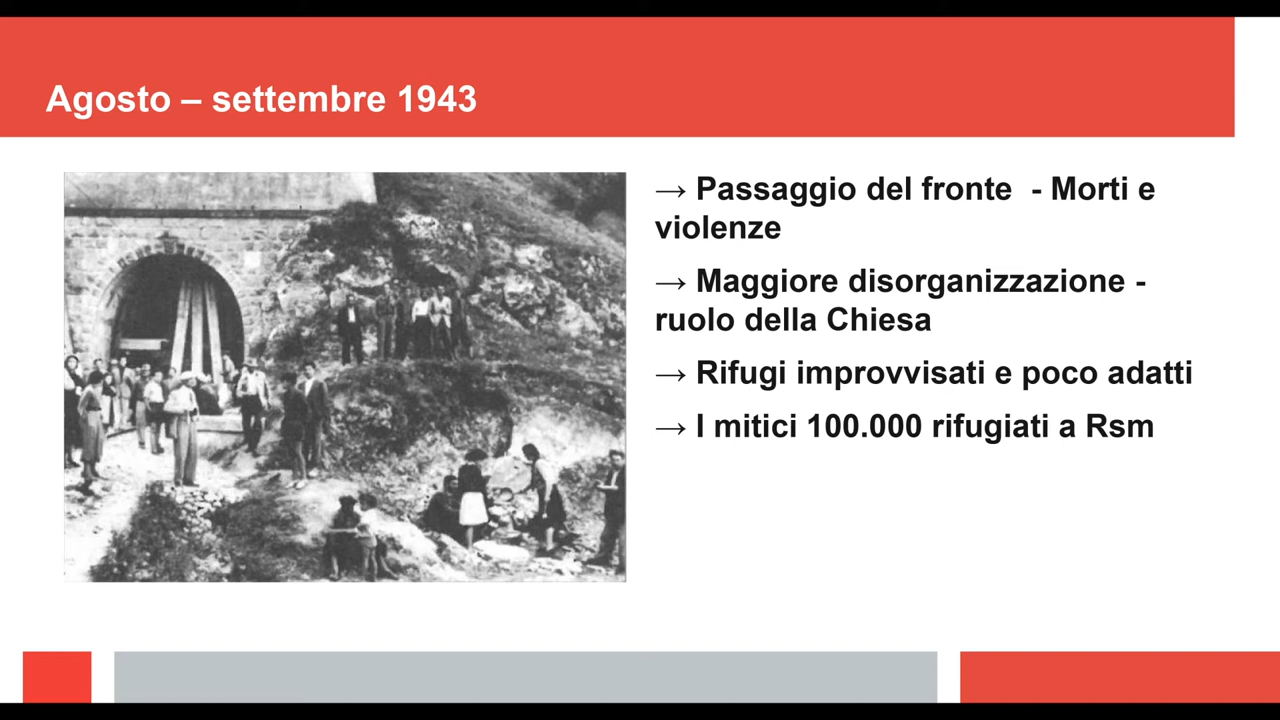 Agosto – settembre 1943
→ Passaggio del fronte - Morti e
violenze
→ Maggiore disorganizzazione -
ruolo della Chiesa
→ Rifugi improvvisati e poco adatti
→ I mitici 100.000 rifugiati a Rsm